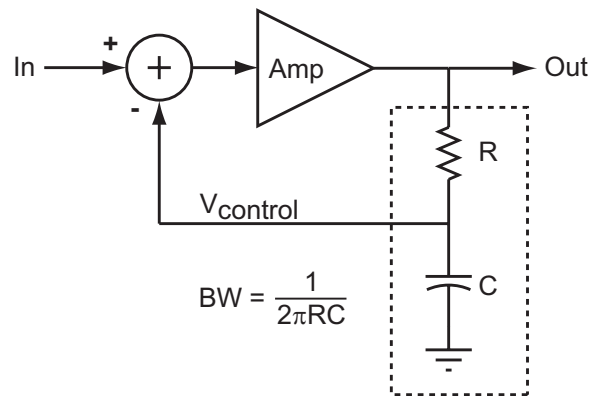 In
+
+
-
Amp
Out
R
V_control
C
BW = 1/(2πRC)